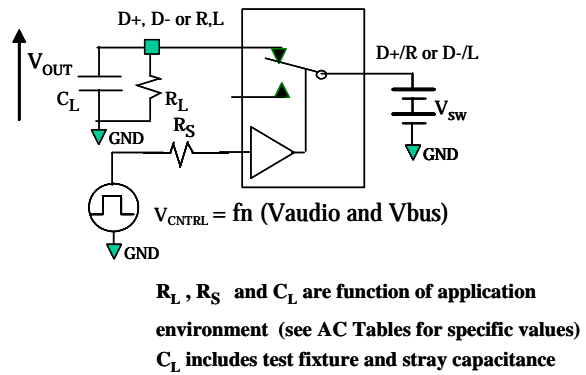 D+, D- or R,L
D+/R or D-/L
V_OUT
C_L
R_L
V_sw
GND
R_S
GND
V_CNTRL = fn (Vaudio and Vbus)
GND
R_L , R_S and C_L are function of application
environment (see AC Tables for specific values)
C_L includes test fixture and stray capacitance